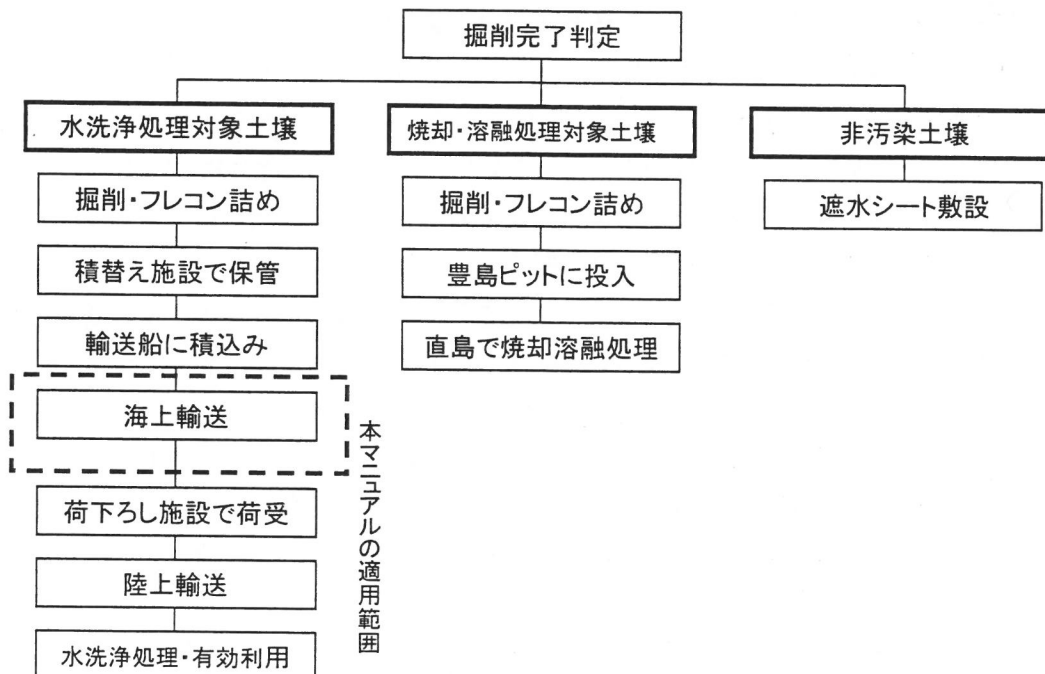 掘削完了判定
水洗浄処理対象土壌
焼却・溶融処理対象土壌
非汚染土壌
掘削・フレコン詰め
掘削・フレコン詰め
遮水シート敷設
積替え施設で保管
豊島ピットに投入
輸送船に積込み
直島で焼却溶融処理
海上輸送
本マニュアルの適用範囲
荷下ろし施設で荷受
陸上輸送
水洗浄処理・有効利用